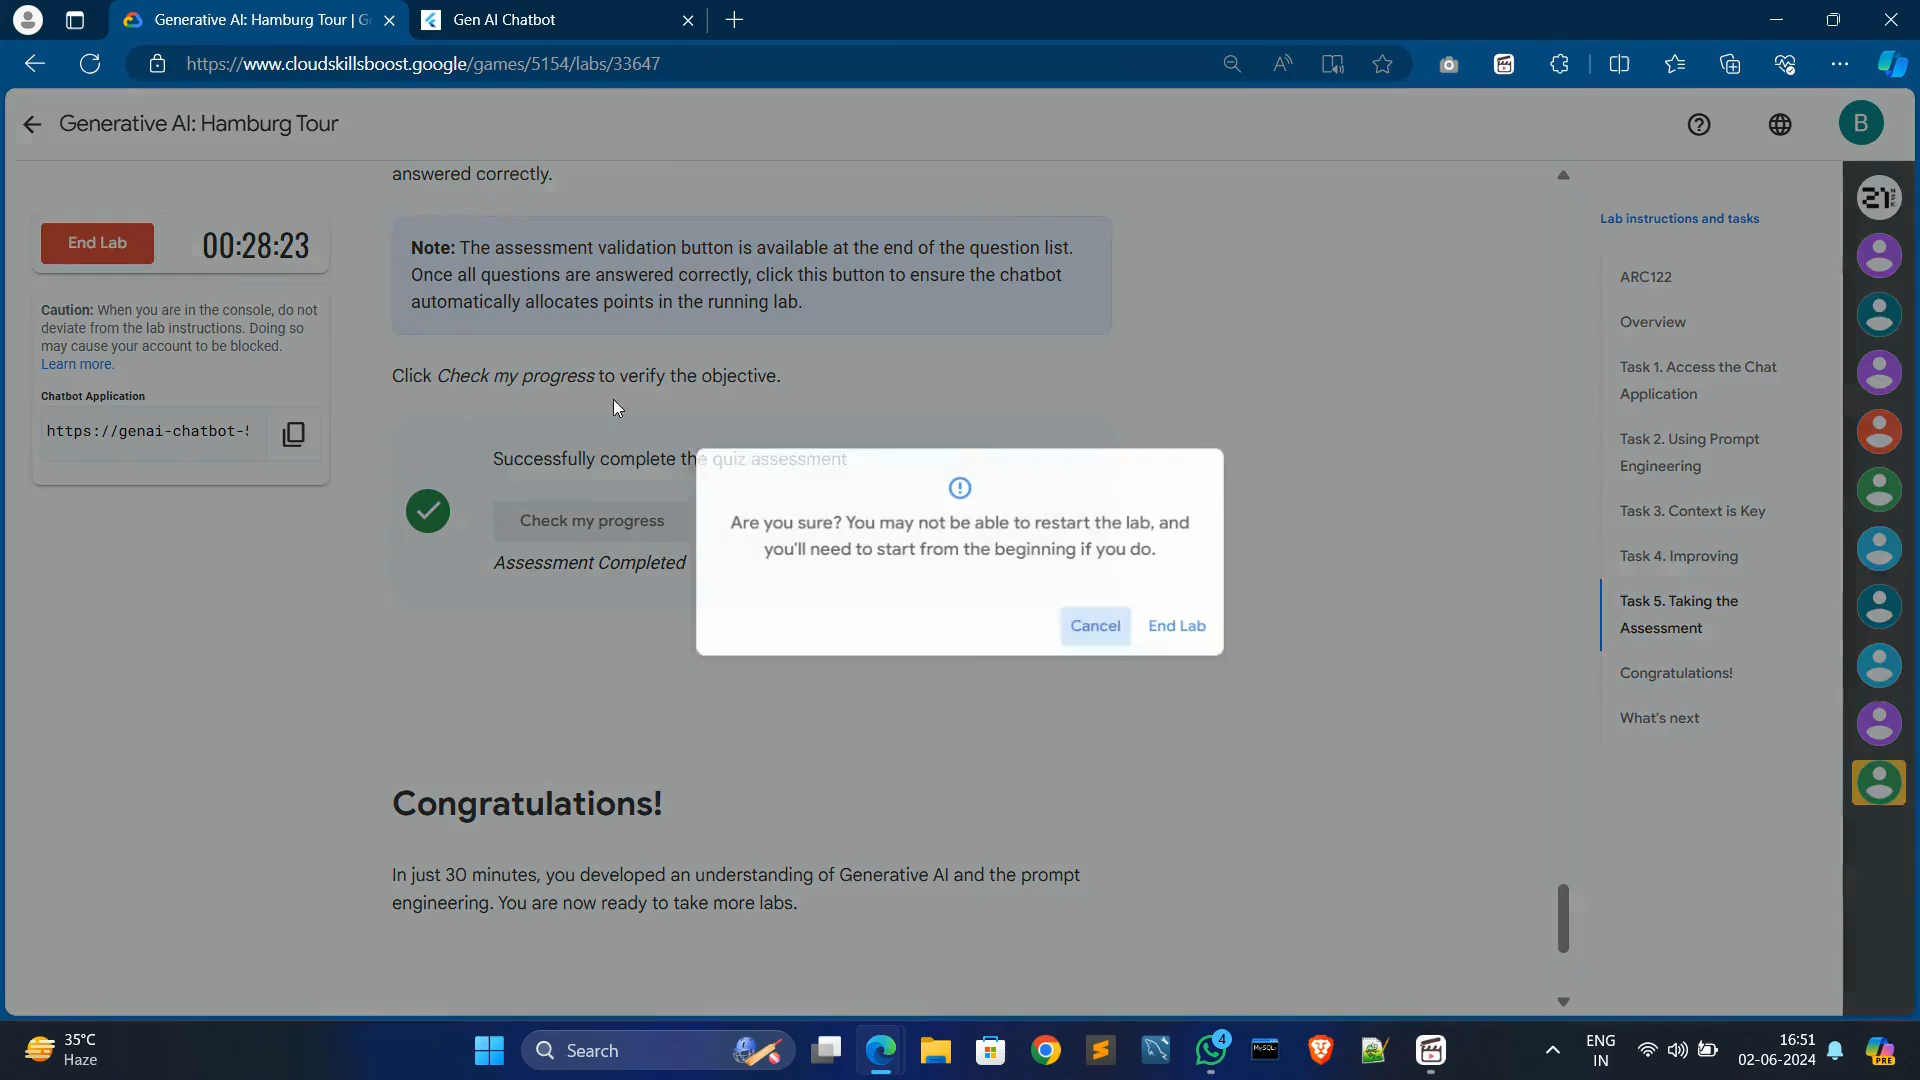 Generative AI: Hamburg Tour | G
Gen AI Chatbot
https://www.cloudskillsboost.google/games/5154/labs/33647
Generative AI: Hamburg Tour
B
answered correctly.
End Lab
00:28:23
Caution: When you are in the console, do not
deviate from the lab instructions. Doing so
may cause your account to be blocked.
Learn more.
Chatbot Application
https://genai-chatbot-
Note: The assessment validation button is available at the end of the question list.
Once all questions are answered correctly, click this button to ensure the chatbot
automatically allocates points in the running lab.
Click Check my progress to verify the objective.
Successfully complete the quiz assessment
Check my progress
Assessment Completed
Are you sure? You may not be able to restart the lab, and
you'll need to start from the beginning if you do.
Cancel
End Lab
Congratulations!
In just 30 minutes, you developed an understanding of Generative AI and the prompt
engineering. You are now ready to take more labs.
Lab instructions and tasks
ARC122
Overview
Task 1. Access the Chat
Application
Task 2. Using Prompt
Engineering
Task 3. Context is Key
Task 4. Improving
Task 5. Taking the
Assessment
Congratulations!
What's next
35°C
Haze
Search
4
MySQL
ENG
IN
16:51
02-06-2024
PRE